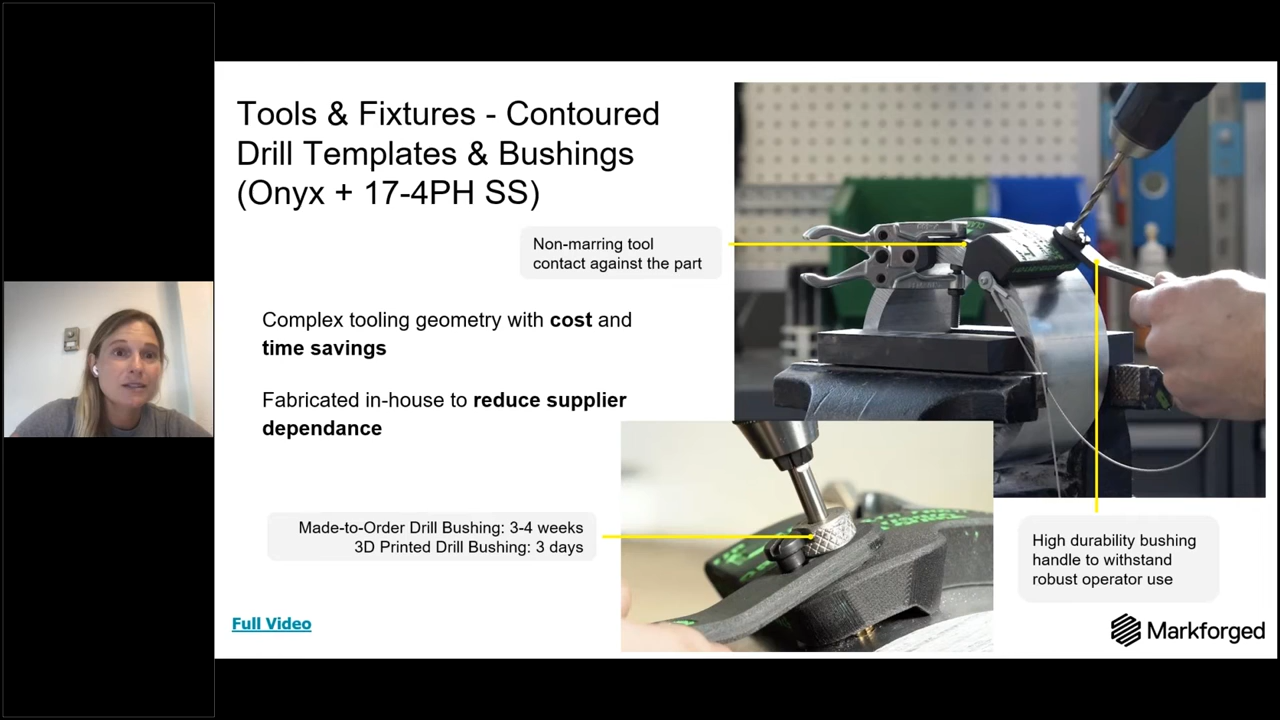 Tools & Fixtures - Contoured
Drill Templates & Bushings
(Onyx + 17-4PH SS)
Non-marring tool
contact against the part
Complex tooling geometry with cost and
time savings
Fabricated in-house to reduce supplier
dependance
Made-to-Order Drill Bushing: 3-4 weeks
3D Printed Drill Bushing: 3 days
High durability bushing
handle to withstand
robust operator use
Full Video
Markforged